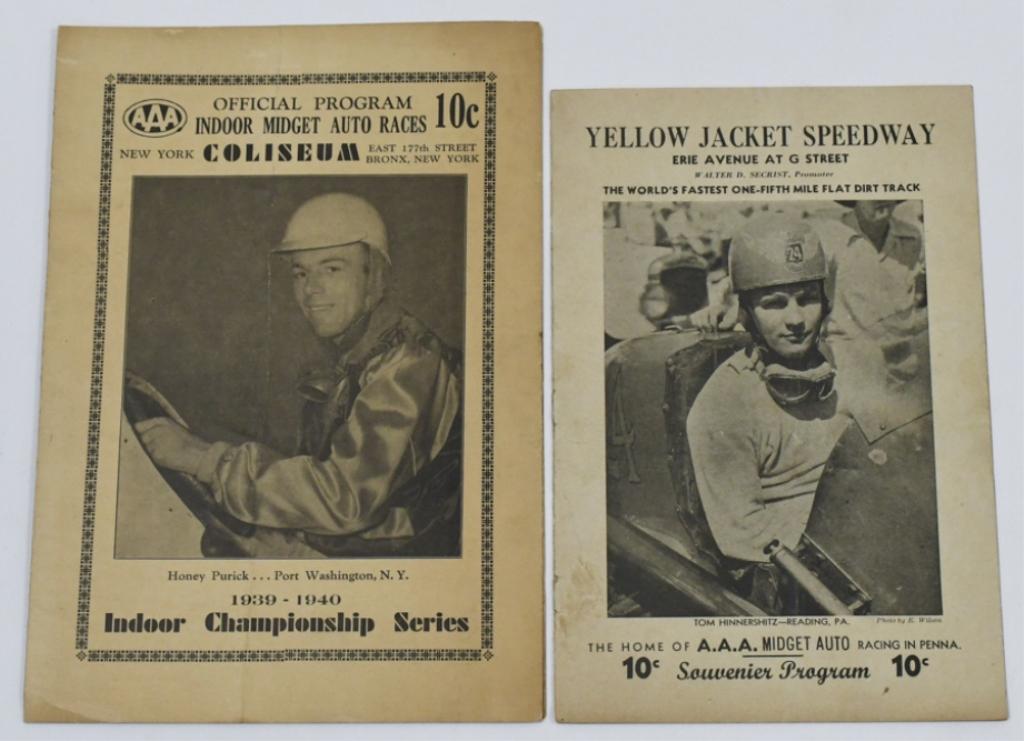 AAA
OFFICIAL PROGRAM
INDOOR MIDGET AUTO RACES
10c
NEW YORK COLISEUM EAST 177th STREET
BRONX, NEW YORK
Honey Purick . . . Port Washington, N. Y.
1939 - 1940
Indoor Championship Series
YELLOW JACKET SPEEDWAY
ERIE AVENUE AT G STREET
WALTER D. SECRIST, Promoter
THE WORLD'S FASTEST ONE-FIFTH MILE FLAT DIRT TRACK
TOM HINNERSHITZ—READING, PA.
Photo by E. Wilson
THE HOME OF A.A.A. MIDGET AUTO RACING IN PENNA.
10c Souvenier Program 10c